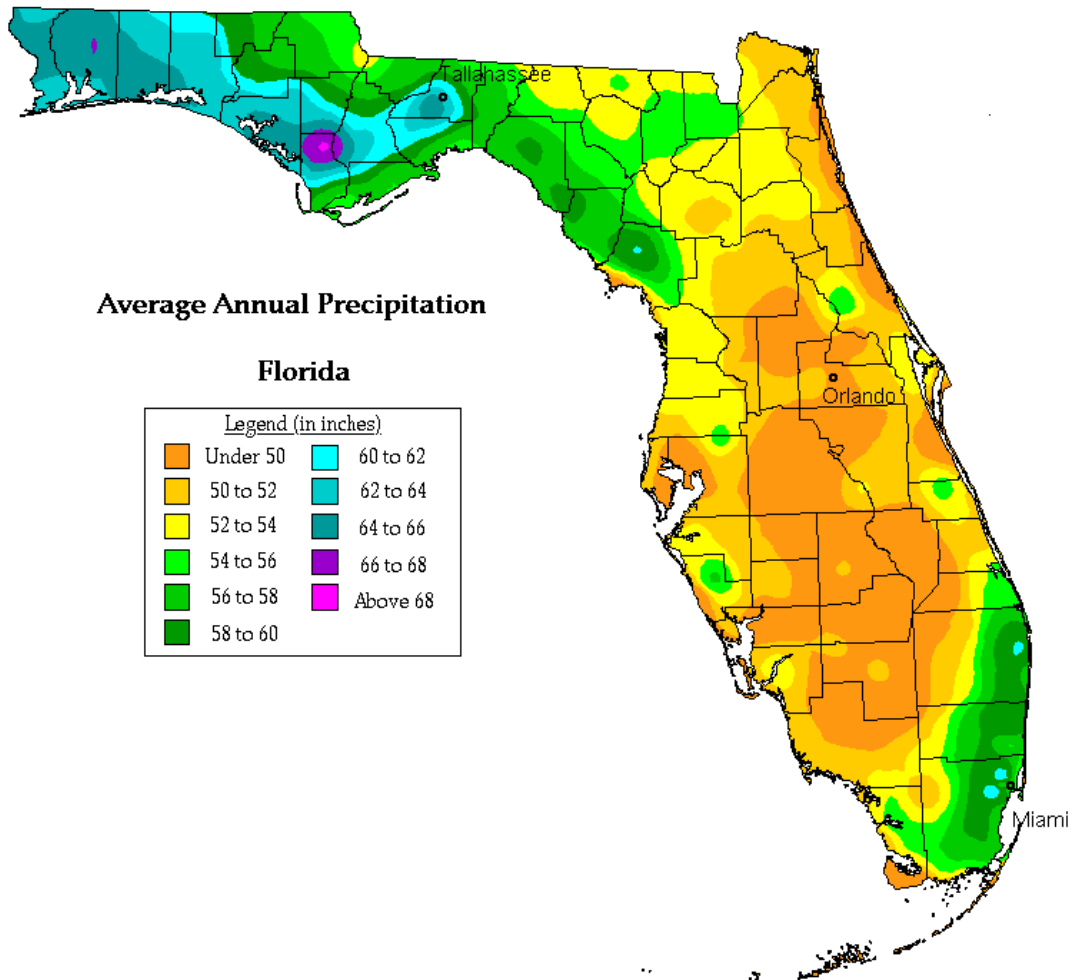 Tallahassee
Average Annual Precipitation
Florida
Orlando
Legend (in inches)
Under 50
60 to 62
50 to 52
62 to 64
52 to 54
64 to 66
54 to 56
66 to 68
56 to 58
Above 68
58 to 60
Miami